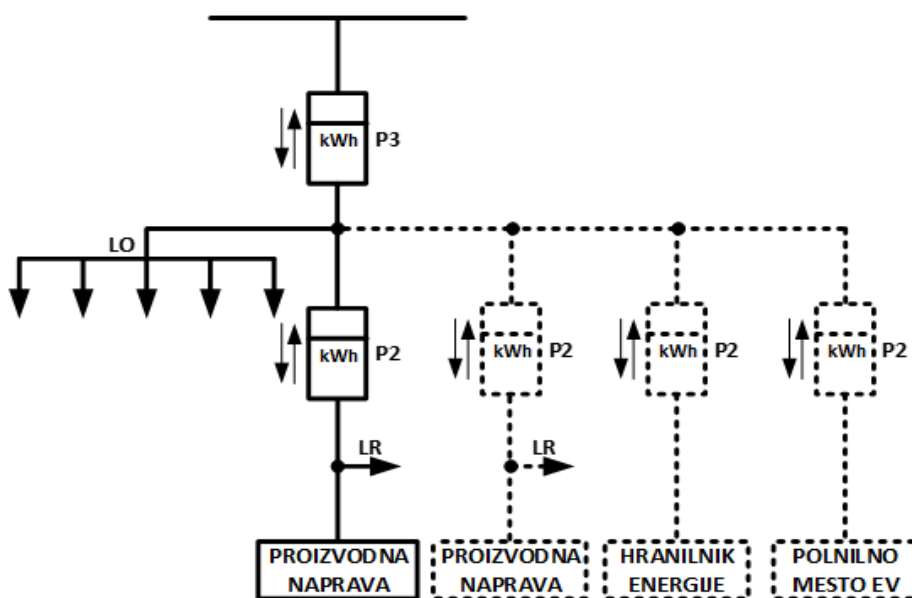 kWh P3
LO
kWh P2
kWh P2
kWh P2
kWh P2
LR
LR
PROIZVODNA
NAPRAVA
PROIZVODNA
NAPRAVA
HRANILNIK
ENERGIJE
POLNILNO
MESTO EV